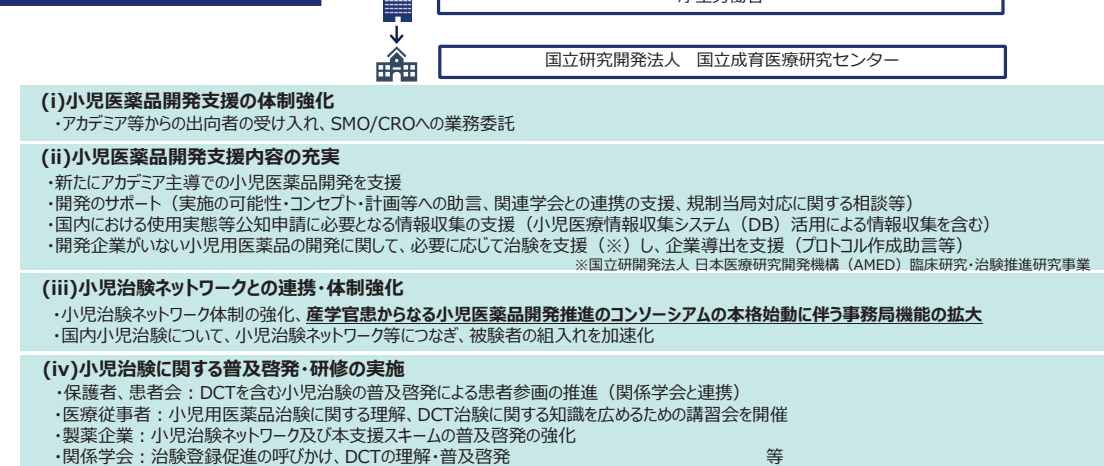 国立研究開発法人 国立成育医療研究センター
(i)小児医薬品開発支援の体制強化
・アカデミア等からの出向者の受け入れ、SMO/CROへの業務委託
(ii)小児医薬品開発支援内容の充実
・新たにアカデミア主導での小児医薬品開発を支援
・開発のサポート（実施の可能性・コンセプト・計画等への助言、関連学会との連携の支援、規制当局対応に関する相談等）
・国内における使用実態等公知申請に必要となる情報収集の支援（小児医療情報収集システム（DB）活用による情報収集を含む）
・開発企業がいない小児用医薬品の開発に関して、必要に応じて治験を支援（※）し、企業導出を支援（プロトコル作成助言等）
※国立研開発法人 日本医療研究開発機構（AMED）臨床研究・治験推進研究事業
(iii)小児治験ネットワークとの連携・体制強化
・小児治験ネットワーク体制の強化、産学官患からなる小児医薬品開発推進のコンソーシアムの本格始動に伴う事務局機能の拡大
・国内小児治験について、小児治験ネットワーク等につなぎ、被験者の組入れを加速化
(iv)小児治験に関する普及啓発・研修の実施
・保護者、患者会：DCTを含む小児治験の普及啓発による患者参画の推進（関係学会と連携）
・医療従事者：小児用医薬品治験に関する理解、DCT治験に関する知識を広めるための講習会を開催
・製薬企業：小児治験ネットワーク及び本支援スキームの普及啓発の強化
・関係学会：治験登録促進の呼びかけ、DCTの理解・普及啓発 等